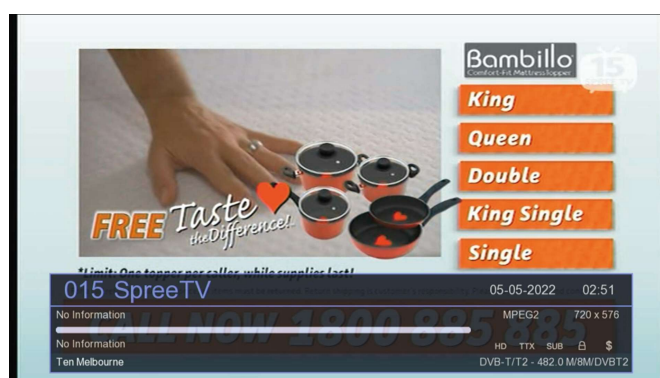 Bambillo
Comfort-Fit Mattress Topper
15
King
Queen
Double
King Single
Single
FREE Taste
the Difference!
*Limit: One topper per caller, while supplies last!
015 SpreeTV
05-05-2022 02:51
No Information
MPEG2 720 x 576
CALL NOW 1800 885 885
No Information
HD TTX SUB $
Ten Melbourne
DVB-T/T2 - 482.0 M/8M/DVBT2